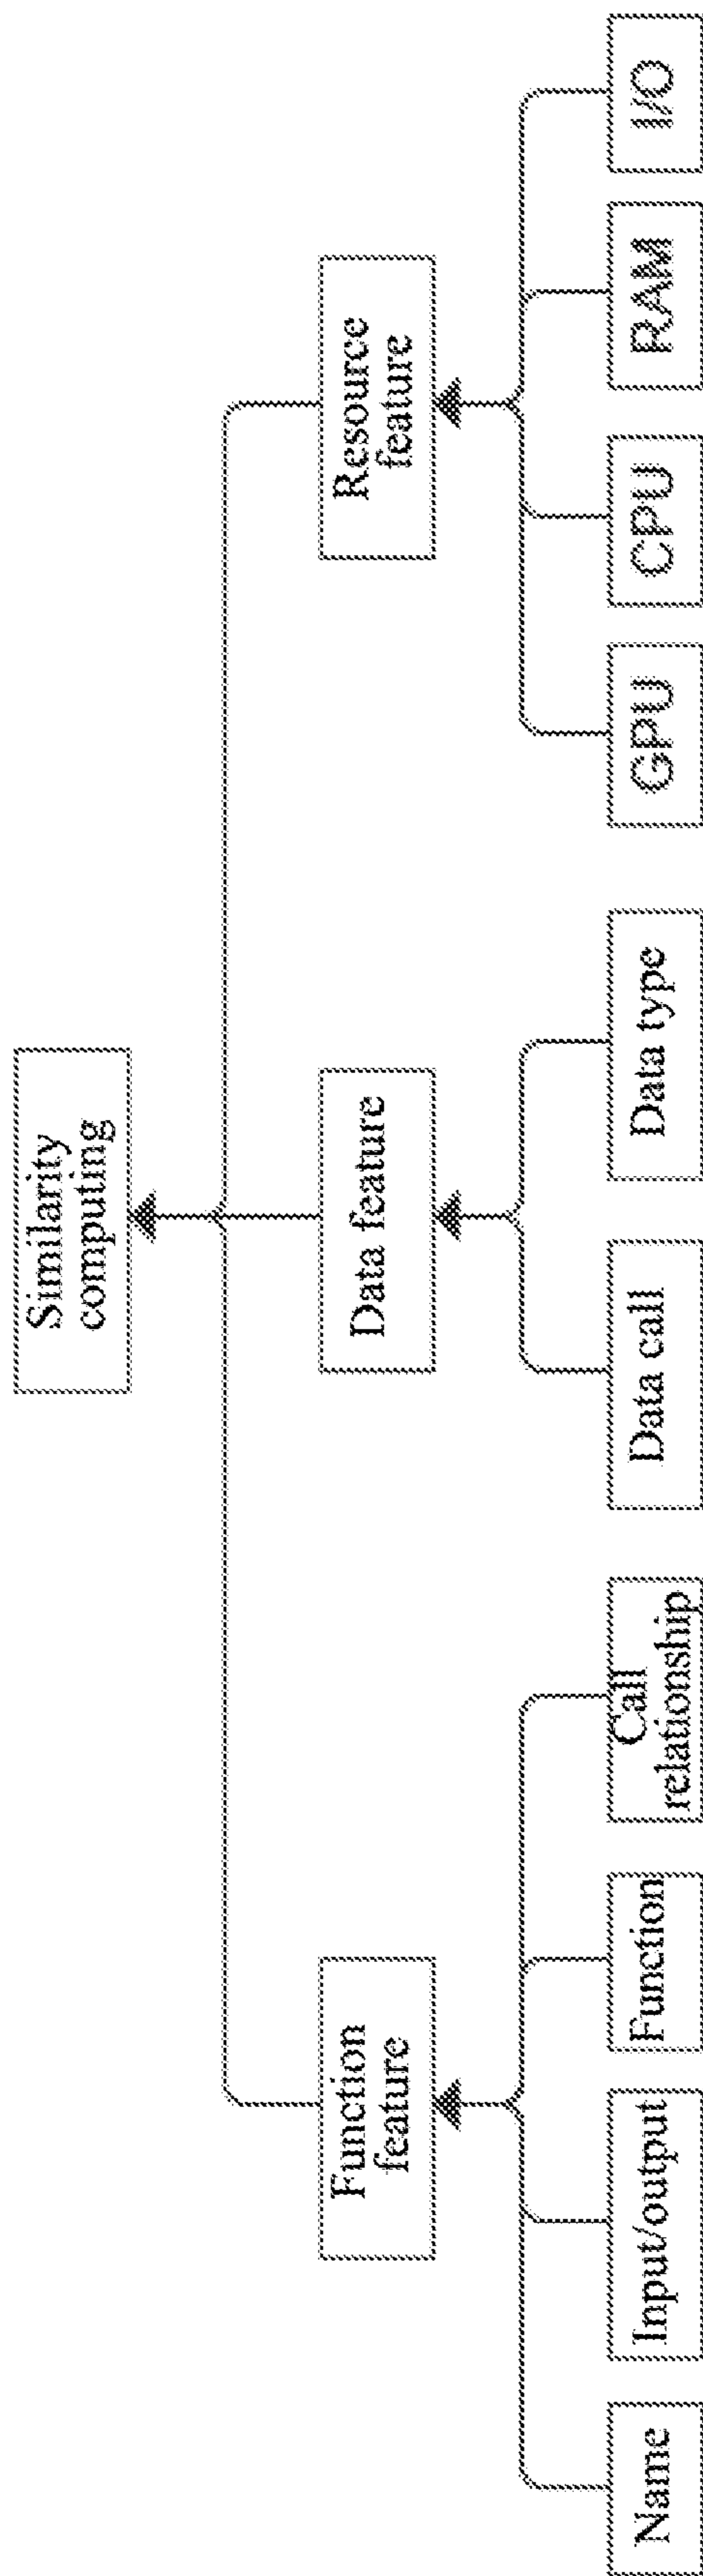 Similarity
computing
Function
feature
Data feature
Resource
feature
Name
Input/output
Function
Call
relationship
Data call
Data type
GPU
CPU
RAM
I/O